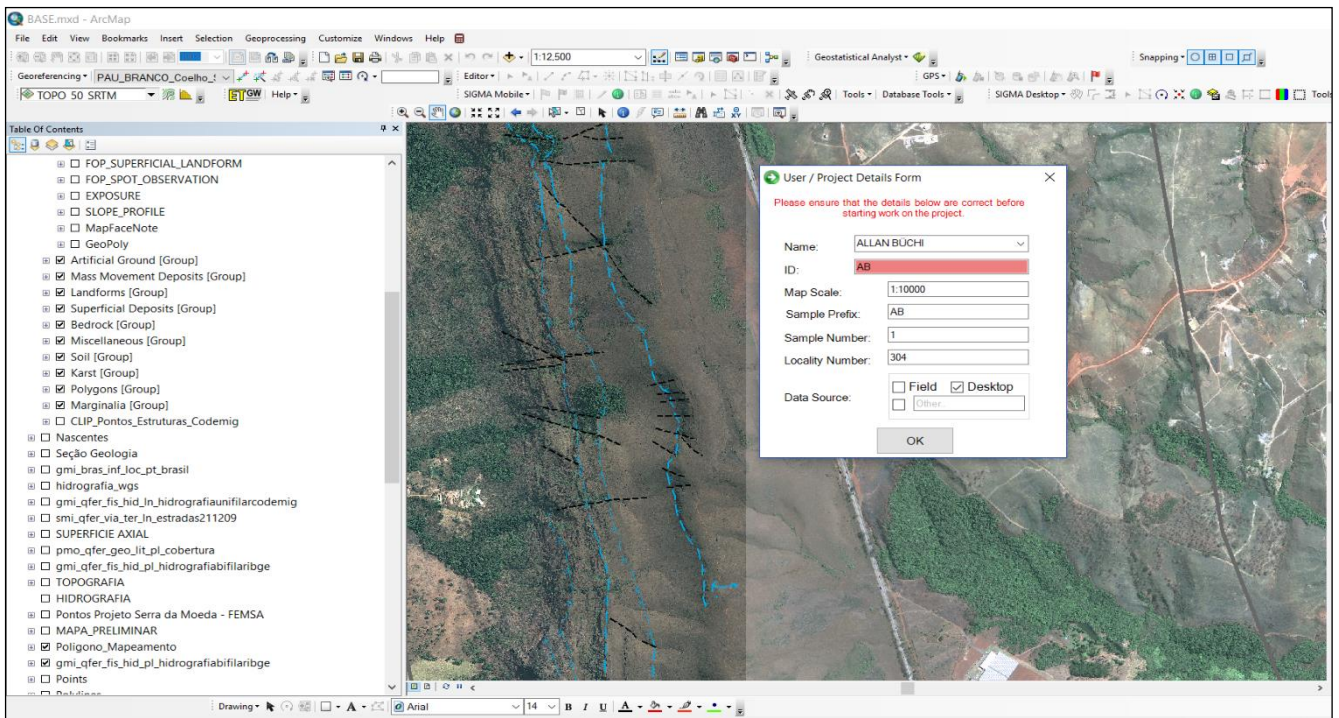 BASE.mxd - ArcMap
File Edit View Bookmarks Insert Selection Geoprocessing Customize Windows Help
1:12,500
Geostatistical Analyst
Snapping
Georeferencing
Editor
GPS
TOPO 50 SRTM
ET GW Help
SIGMA Mobile
Tools
Database Tools
SIGMA Desktop
Table Of Contents
FOP_SUPERFICIAL_LANDFORM
FOP_SPOT_OBSERVATION
EXPOSURE
SLOPE_PROFILE
MapFaceNote
GeoPoly
Artificial Ground [Group]
Mass Movement Deposits [Group]
Landforms [Group]
Superficial Deposits [Group]
Bedrock [Group]
Miscellaneous [Group]
Soil [Group]
Karst [Group]
Polygons [Group]
Marginalia [Group]
CLIP_Pontos_Estruturas_Codemig
Nascentes
Seção Geologia
gmi_bras_inf_loc_pt_brasil
hidrografia_wgs
gmi_qfer_fis_hid_ln_hidrografiaunifilarcodemig
smi_qfer_via_ter_ln_estradas211209
SUPERFICIE AXIAL
pmo_qfer_geo_lit_pl_cobertura
gmi_qfer_fis_hid_pl_hidrografiabifilaribge
TOPOGRAFIA
HIDROGRAFIA
Pontos Projeto Serra da Moeda - FEMSA
MAPA_PRELIMINAR
Poligono_Mapeamento
gmi_qfer_fis_hid_pl_hidrografiabifilaribge
Points
User / Project Details Form
Please ensure that the details below are correct before
starting work on the project.
Name: ALLAN BÜCHI
ID: AB
Map Scale: 1:10000
Sample Prefix: AB
Sample Number: 1
Locality Number: 304
Data Source: Field Desktop
Other..
OK
Drawing A Arial 14 B I U A